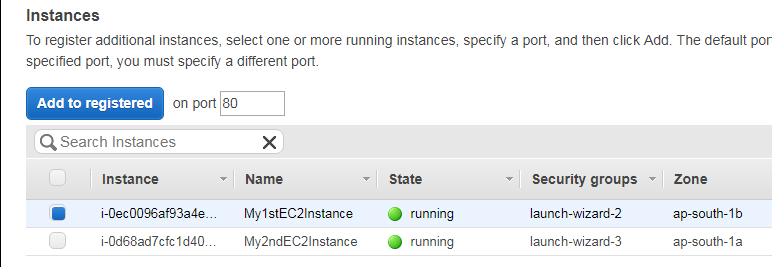 Instances
To register additional instances, select one or more running instances, specify a port, and then click Add. The default por
specified port, you must specify a different port.
Add to registered on port 80
Search Instances
Instance Name State Security groups Zone
i-0ec0096af93a4e... My1stEC2Instance running launch-wizard-2 ap-south-1b
i-0d68ad7cfc1d40... My2ndEC2Instance running launch-wizard-3 ap-south-1a